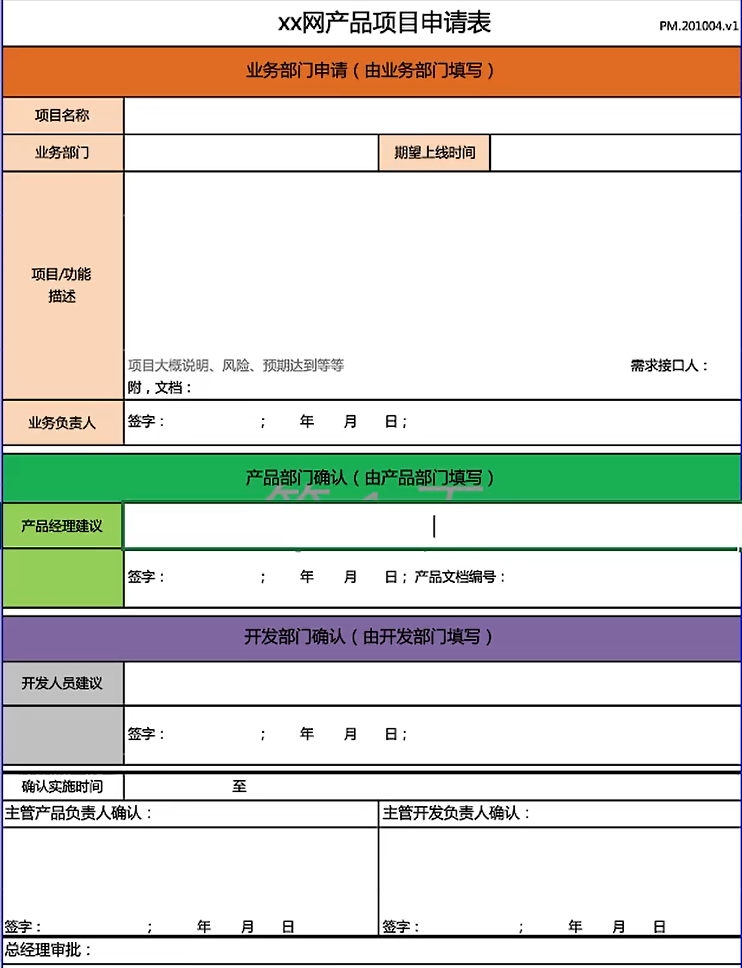 xx网产品项目申请表
PM.201004.v1
业务部门申请（由业务部门填写）
项目名称
业务部门
期望上线时间
项目/功能
描述
项目大概说明、风险、预期达到等等
需求接口人：
附，文档：
业务负责人
签字： ； 年 月 日；
产品部门确认（由产品部门填写）
产品经理建议
签字： ； 年 月 日；产品文档编号：
开发部门确认（由开发部门填写）
开发人员建议
签字： ； 年 月 日；
确认实施时间
至
主管产品负责人确认：
主管开发负责人确认：
签字： ； 年 月 日
签字： ； 年 月 日
总经理审批：